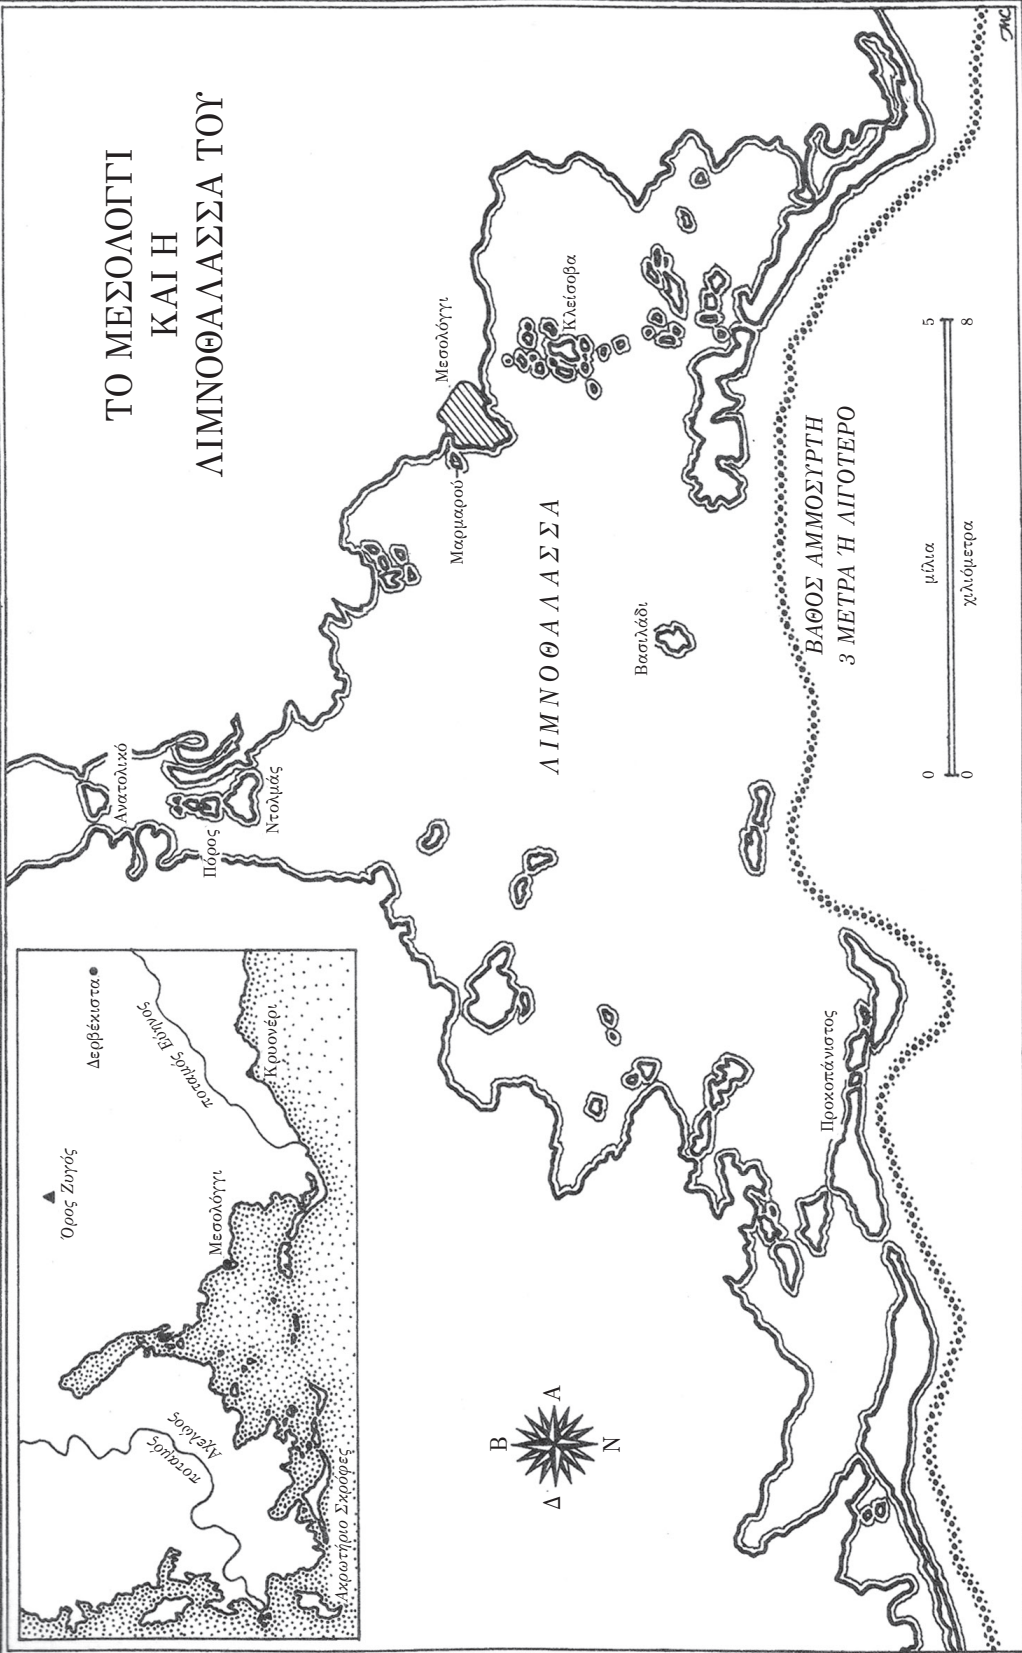 ΤΟ ΜΕΣΟΛΟΓΓΙ
ΚΑΙ Η
ΛΙΜΝΟΘΑΛΑΣΣΑ ΤΟΥ
Όρος Ζυγός
Δερβέκιστα
ποταμός Εύηνος
ποταμός
Αχελώος
Μεσολόγγι
Κρυονέρι
Ακρωτήριο Σκρόφες
Ανατολικό
Πόρος
Ντολμάς
Μεσολόγγι
Μαρμαρού
Κλείσοβα
ΛΙΜΝΟΘΑΛΑΣΣΑ
Βασιλάδι
Προκοπάνιστος
Β
Δ
Α
Ν
ΒΑΘΟΣ ΑΜΜΟΣΥΡΤΗ
3 ΜΕΤΡΑ Ή ΛΙΓΟΤΕΡΟ
0 μίλια 5
0 χιλιόμετρα 8